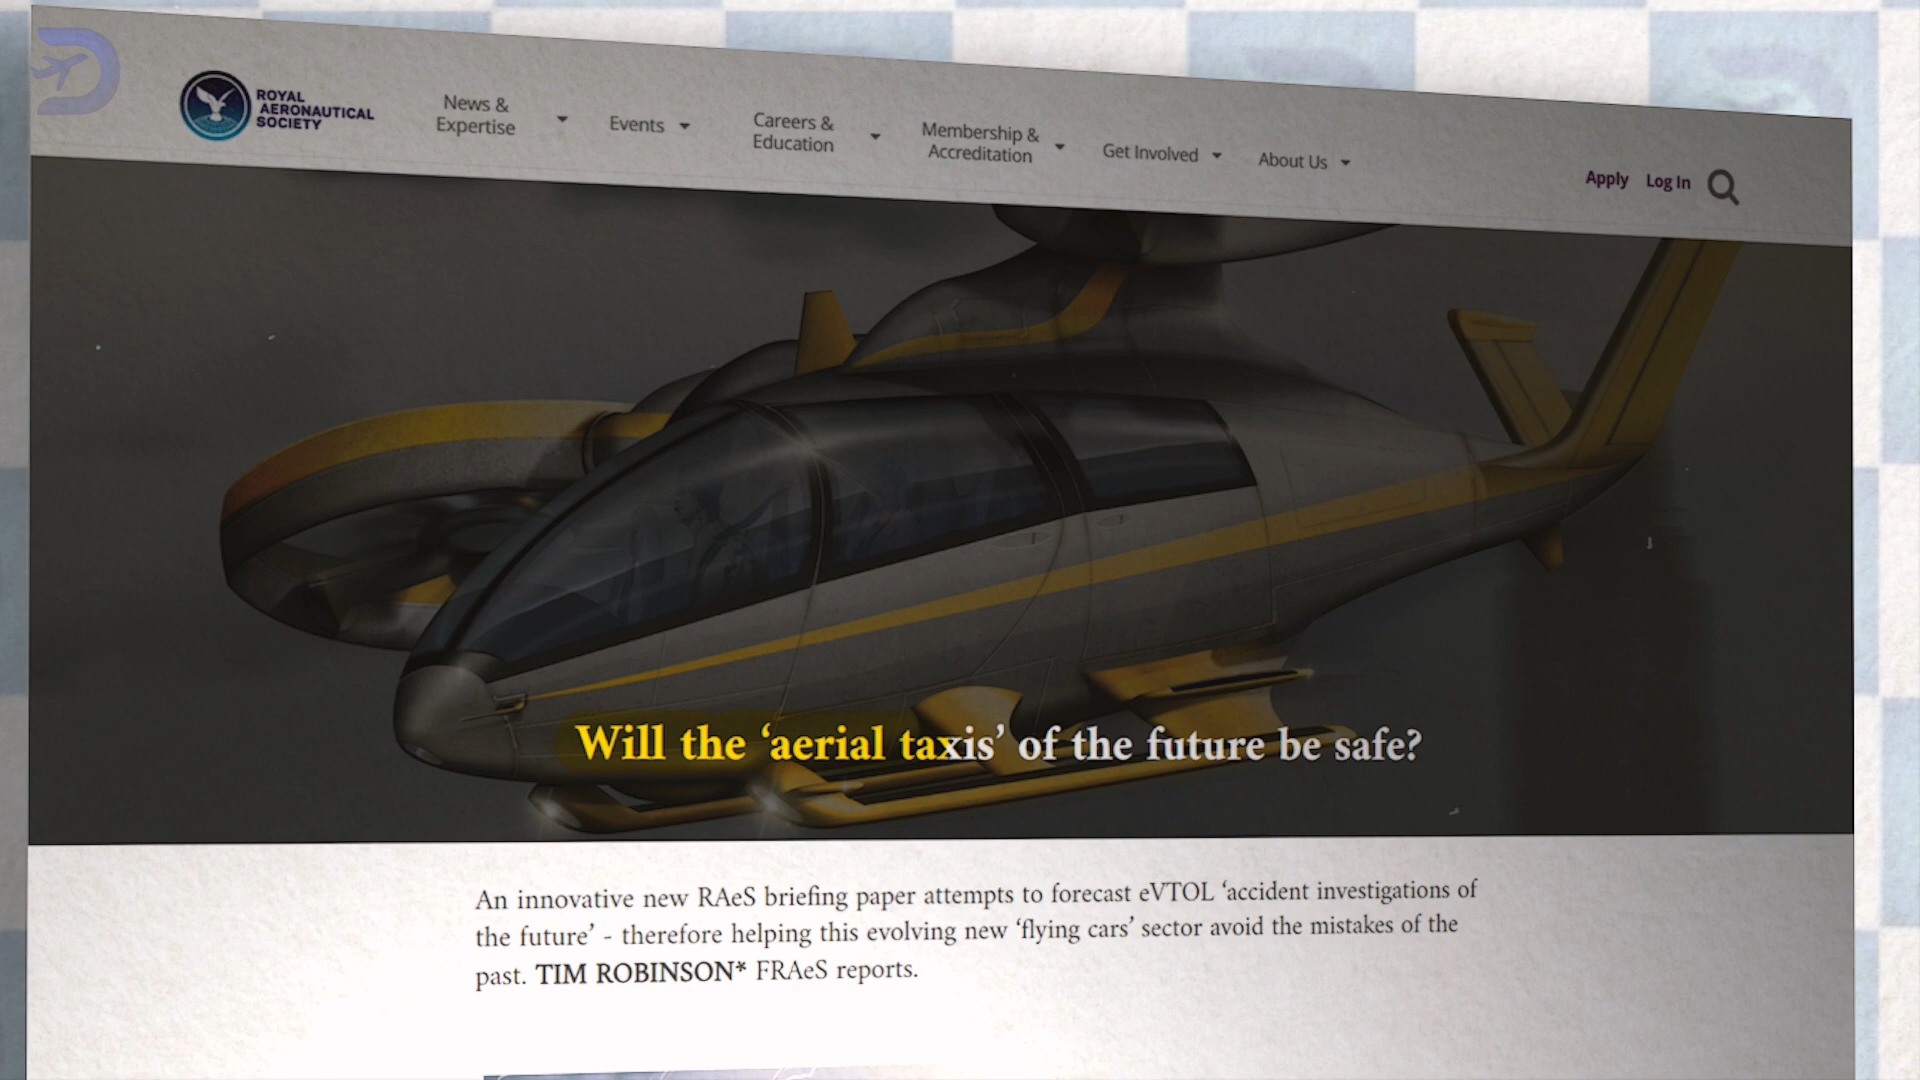 ROYAL
AERONAUTICAL
SOCIETY
News &
Expertise
Events
Careers &
Education
Membership &
Accreditation
Get Involved
About Us
Apply
Log In
Will the ‘aerial taxis’ of the future be safe?
An innovative new RAeS briefing paper attempts to forecast eVTOL ‘accident investigations of
the future’ - therefore helping this evolving new ‘flying cars’ sector avoid the mistakes of the
past. TIM ROBINSON* FRAeS reports.